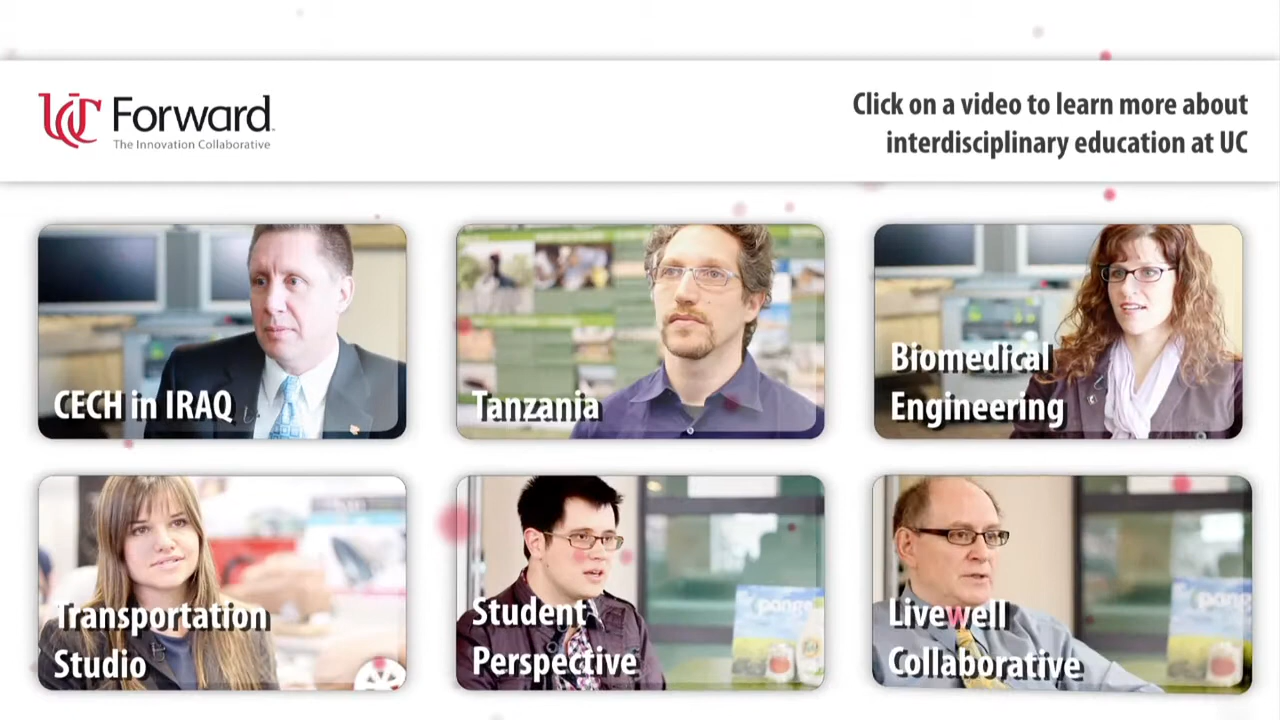 UC Forward
The Innovation Collaborative
Click on a video to learn more about
interdisciplinary education at UC
CECH in IRAQ
Tanzania
Biomedical
Engineering
Transportation
Studio
Student
Perspective
Livewell
Collaborative